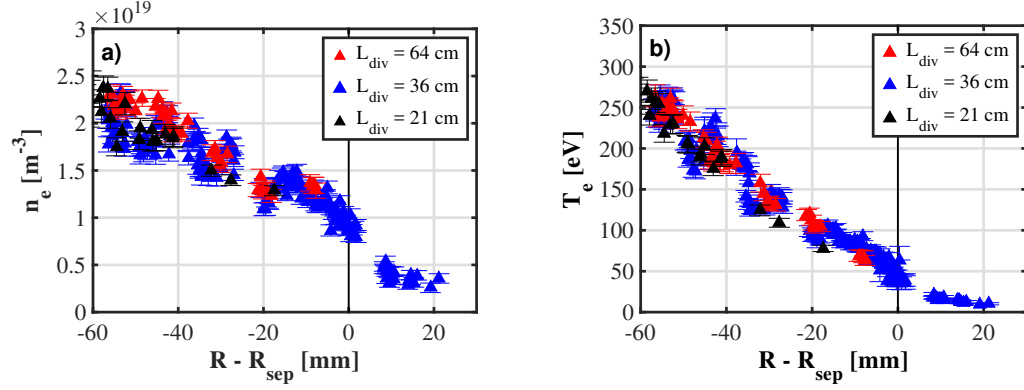 ×10^19
a)
3
2.5
2
1.5
1
0.5
0
-60 -40 -20 0 20
n_e [m^-3]
R - R_sep [mm]
L_div = 64 cm
L_div = 36 cm
L_div = 21 cm
b)
350
300
250
200
150
100
50
0
-60 -40 -20 0 20
T_e [eV]
R - R_sep [mm]
L_div = 64 cm
L_div = 36 cm
L_div = 21 cm